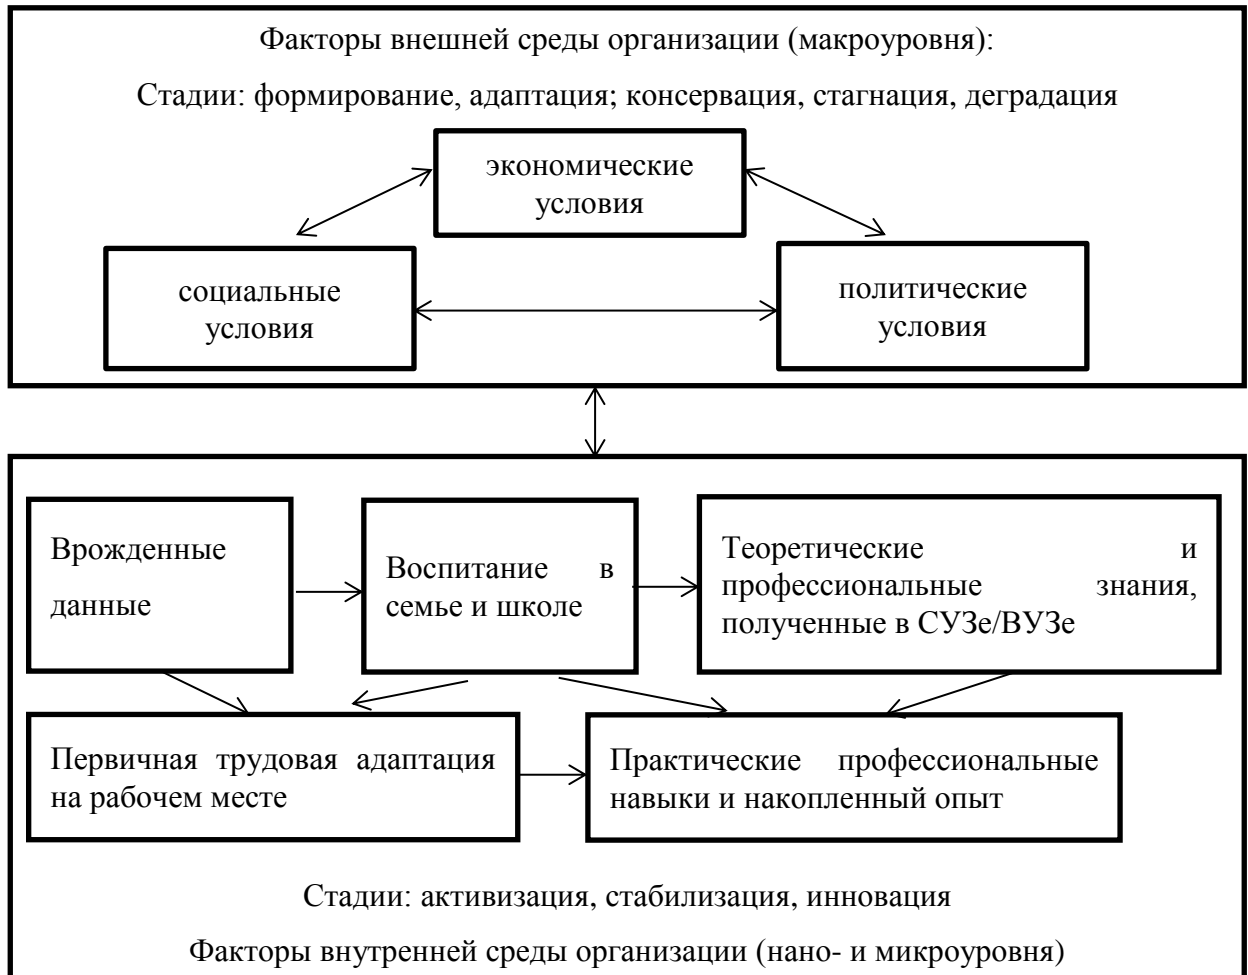 Факторы внешней среды организации (макроуровня):
Стадии: формирование, адаптация; консервация, стагнация, деградация
экономические
условия
социальные
условия
политические
условия
Врожденные
данные
Воспитание в
семье и школе
Теоретические и
профессиональные знания,
полученные в СУЗе/ВУЗе
Первичная трудовая адаптация
на рабочем месте
Практические профессиональные
навыки и накопленный опыт
Стадии: активизация, стабилизация, инновация
Факторы внутренней среды организации (нано- и микроуровня)